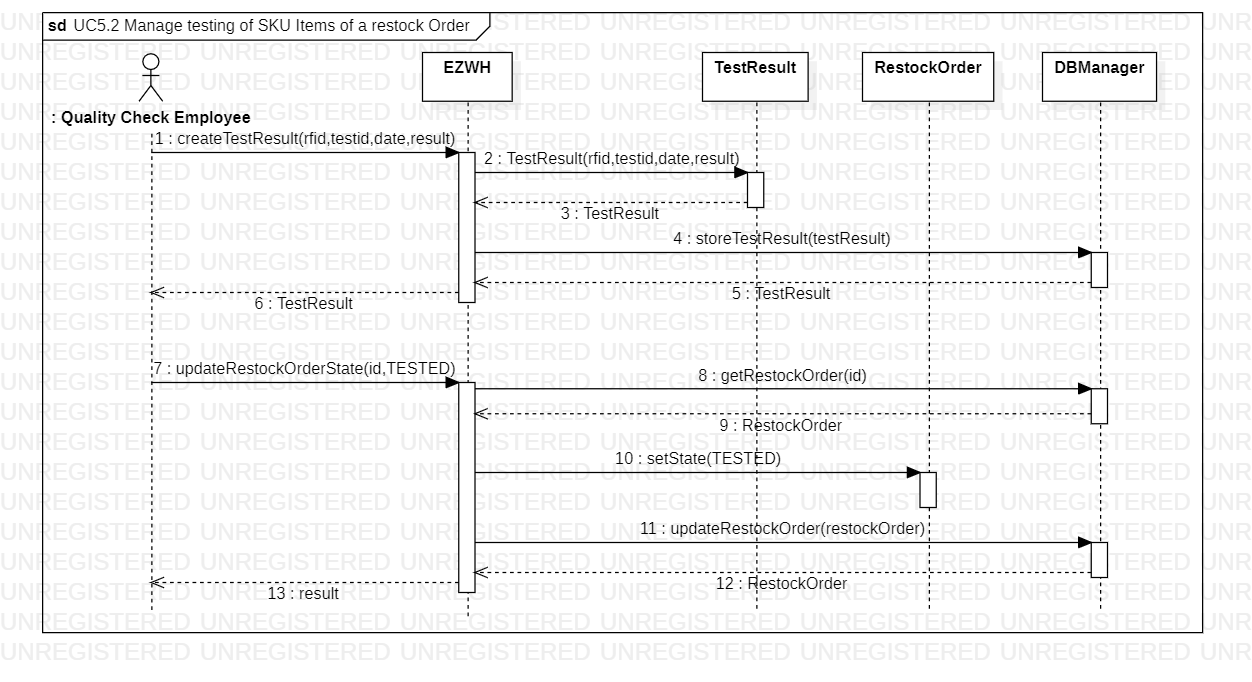 sd UC5.2 Manage testing of SKU Items of a restock Order
EZWH
TestResult
RestockOrder
DBManager
: Quality Check Employee
1 : createTestResult(rfid,testid,date,result)
2 : TestResult(rfid,testid,date,result)
3 : TestResult
4 : storeTestResult(testResult)
5 : TestResult
6 : TestResult
7 : updateRestockOrderState(id,TESTED)
8 : getRestockOrder(id)
9 : RestockOrder
10 : setState(TESTED)
11 : updateRestockOrder(restockOrder)
12 : RestockOrder
13 : result
UNREGISTERED UNREGISTERED UNREGISTERED UNREGISTERED UNREGISTERED UNREGISTERED UNR